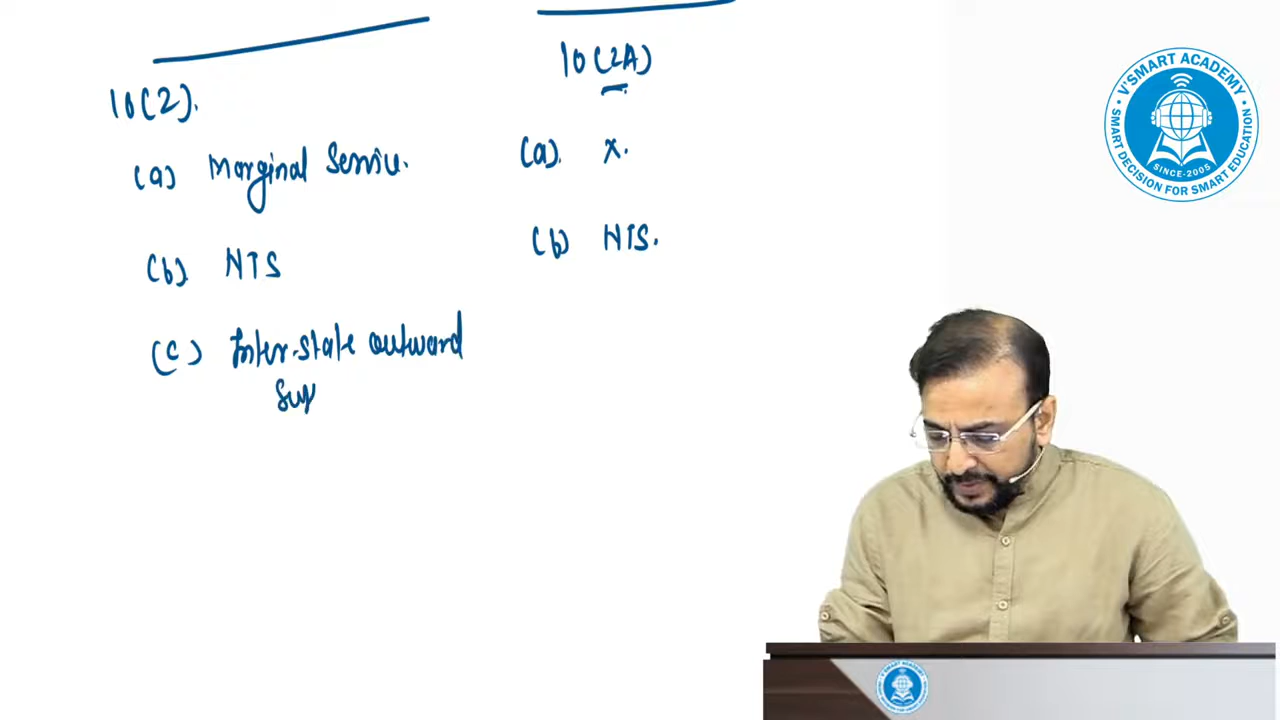 10(2).
(a) Marginal Service.
(b). NTS
(c) Inter-state outward
Sup
10(2A)
(a). x.
(b) NTS.
V'SMART ACADEMY
SINCE-2005
SMART DECISION FOR SMART EDUCATION